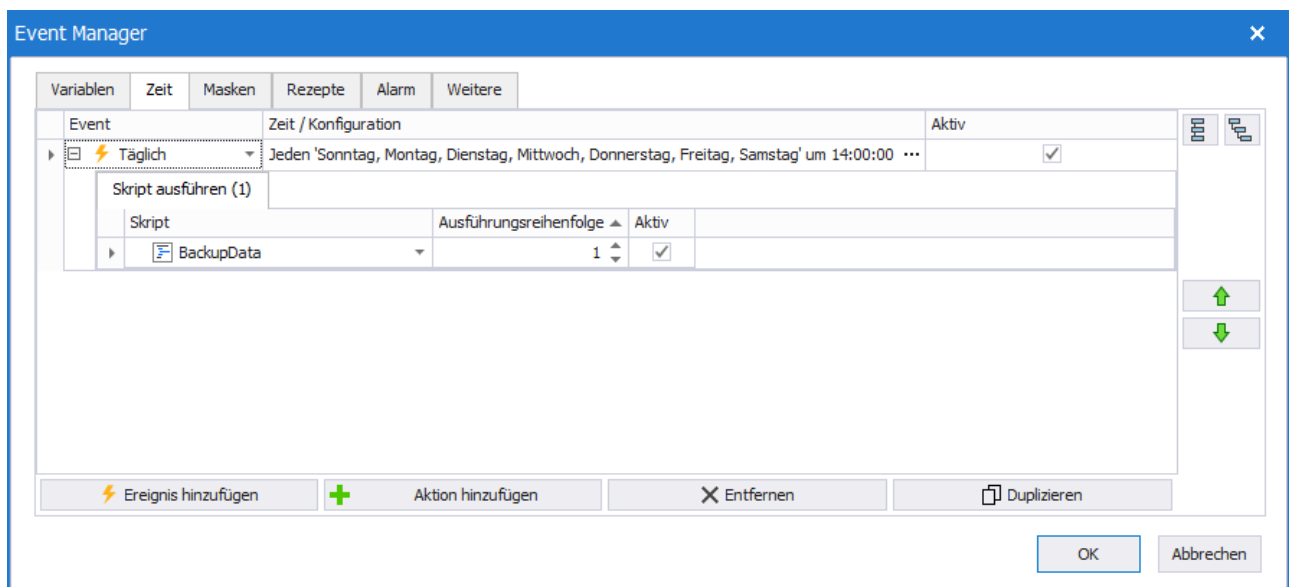 Event Manager
Variablen Zeit Masken Rezepte Alarm Weitere
Event Zeit / Konfiguration Aktiv
Täglich Jeden 'Sonntag, Montag, Dienstag, Mittwoch, Donnerstag, Freitag, Samstag' um 14:00:00 ...
Skript ausführen (1)
Skript Ausführungsreihenfolge Aktiv
BackupData 1
Ereignis hinzufügen Aktion hinzufügen Entfernen Duplizieren
OK Abbrechen